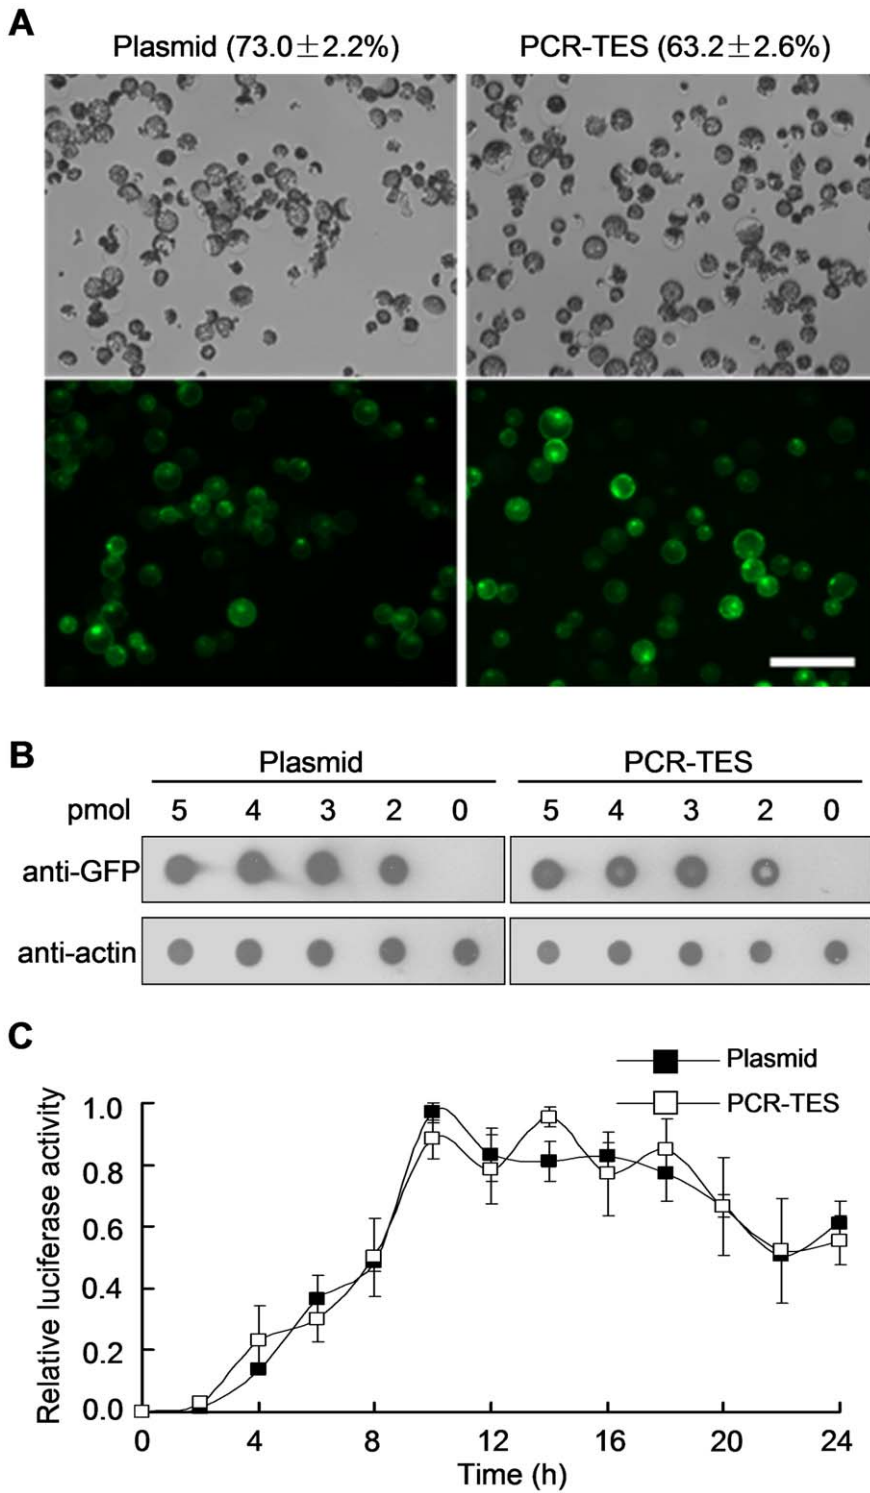 A
Plasmid (73.0±2.2%) PCR-TES (63.2±2.6%)
B
Plasmid PCR-TES
pmol 5 4 3 2 0 5 4 3 2 0
anti-GFP
anti-actin
C
Plasmid
PCR-TES
Relative luciferase activity
1.0
0.8
0.6
0.4
0.2
0.0
0 4 8 12 16 20 24
Time (h)